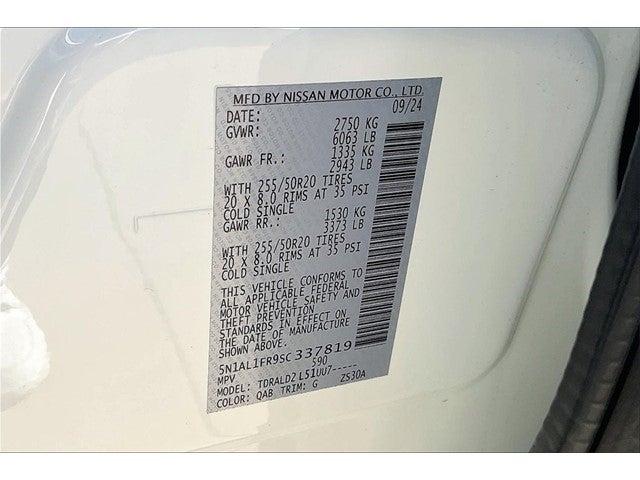 MFD BY NISSAN MOTOR CO., LTD.
DATE: 09/24
GVWR: 2750 KG
6063 LB
GAWR FR.: 1335 KG
2943 LB
WITH 255/50R20 TIRES
20 X 8.0 RIMS AT 35 PSI
COLD SINGLE
GAWR RR.: 1530 KG
3373 LB
WITH 255/50R20 TIRES
20 X 8.0 RIMS AT 35 PSI
COLD SINGLE
THIS VEHICLE CONFORMS TO
ALL APPLICABLE FEDERAL
MOTOR VEHICLE SAFETY AND
THEFT PREVENTION
STANDARDS IN EFFECT ON
THE DATE OF MANUFACTURE
5N1AL1FR9SC337819
MPV 590
MODEL: TDRALD2 L51UU7-----
COLOR: QAB TRIM: G ZS30A